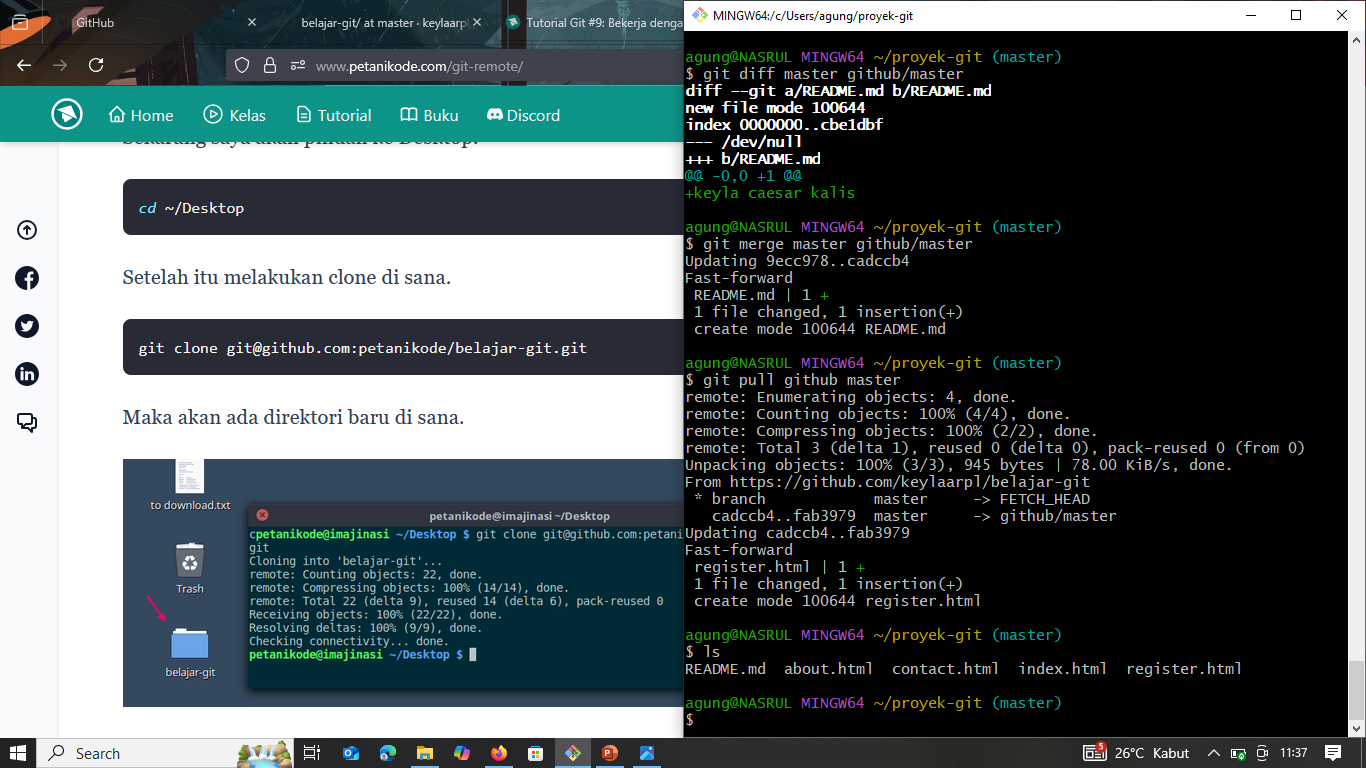 GitHub
belajar-git/ at master · keylaarpl
Tutorial Git #9: Bekerja denga
www.petanikode.com/git-remote/
Home
Kelas
Tutorial
Buku
Discord
Sekarang saya akan pindah ke Desktop.
cd ~/Desktop
Setelah itu melakukan clone di sana.
git clone git@github.com:petanikode/belajar-git.git
Maka akan ada direktori baru di sana.
to download.txt
Trash
belajar-git
petanikode@imajinasi ~/Desktop
cpetanikode@imajinasi ~/Desktop $ git clone git@github.com:petani
git
Cloning into 'belajar-git'...
remote: Counting objects: 22, done.
remote: Compressing objects: 100% (14/14), done.
remote: Total 22 (delta 9), reused 14 (delta 6), pack-reused 0
Receiving objects: 100% (22/22), done.
Resolving deltas: 100% (9/9), done.
Checking connectivity... done.
petanikode@imajinasi ~/Desktop $
MINGW64:/c/Users/agung/proyek-git
agung@NASRUL MINGW64 ~/proyek-git (master)
$ git diff master github/master
diff --git a/README.md b/README.md
new file mode 100644
index 0000000..cbe1dbf
--- /dev/null
+++ b/README.md
@@ -0,0 +1 @@
+keyla caesar kalis
agung@NASRUL MINGW64 ~/proyek-git (master)
$ git merge master github/master
Updating 9ecc978..cadccb4
Fast-forward
README.md | 1 +
1 file changed, 1 insertion(+)
create mode 100644 README.md
agung@NASRUL MINGW64 ~/proyek-git (master)
$ git pull github master
remote: Enumerating objects: 4, done.
remote: Counting objects: 100% (4/4), done.
remote: Compressing objects: 100% (2/2), done.
remote: Total 3 (delta 1), reused 0 (delta 0), pack-reused 0 (from 0)
Unpacking objects: 100% (3/3), 945 bytes | 78.00 KiB/s, done.
From https://github.com/keylaarpl/belajar-git
* branch master -> FETCH_HEAD
cadccb4..fab3979 master -> github/master
Updating cadccb4..fab3979
Fast-forward
register.html | 1 +
1 file changed, 1 insertion(+)
create mode 100644 register.html
agung@NASRUL MINGW64 ~/proyek-git (master)
$ ls
README.md about.html contact.html index.html register.html
agung@NASRUL MINGW64 ~/proyek-git (master)
$
Search
5
26°C Kabut
11:37